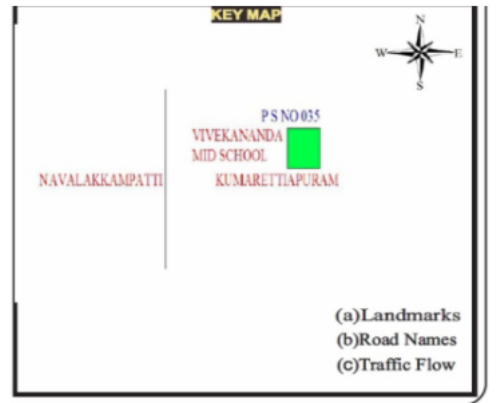 KEY MAP
N
W E
S
P S NO 035
VIVEKANANDA
MID SCHOOL
NAVALAKKAMPATTI KUMARETTIAPURAM
(a)Landmarks
(b)Road Names
(c)Traffic Flow